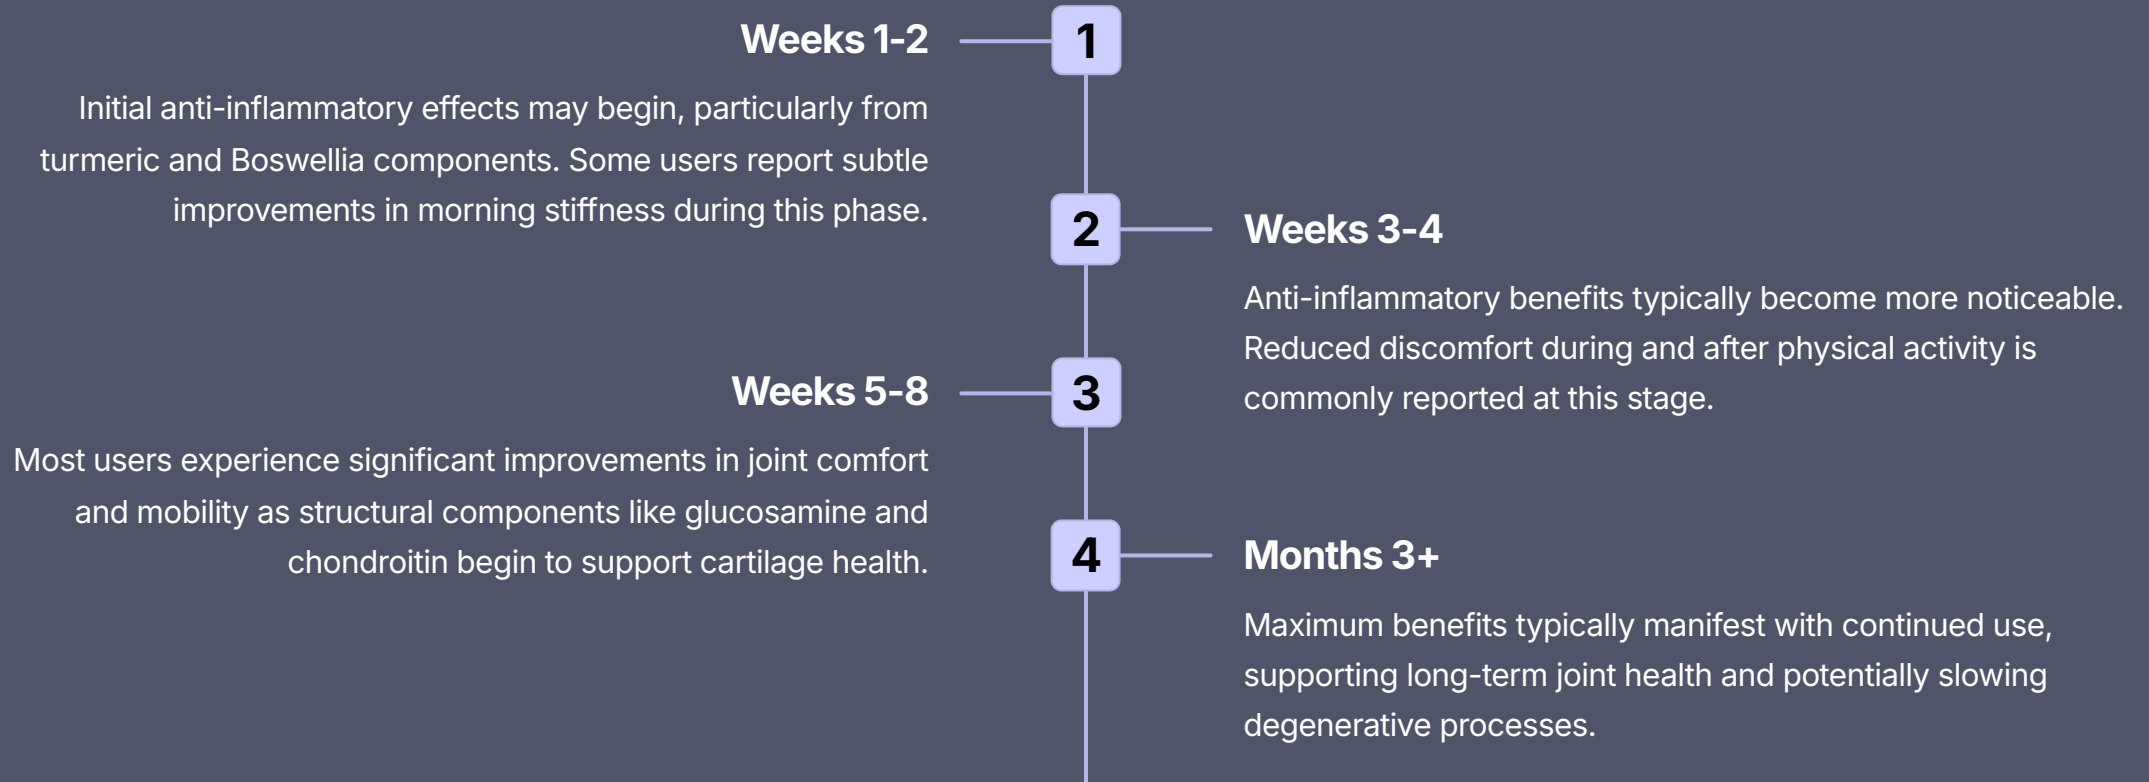 Weeks 1-2
1
Initial anti-inflammatory effects may begin, particularly from
turmeric and Boswellia components. Some users report subtle
improvements in morning stiffness during this phase.
2
Weeks 3-4
Anti-inflammatory benefits typically become more noticeable.
Reduced discomfort during and after physical activity is
commonly reported at this stage.
Weeks 5-8
3
Most users experience significant improvements in joint comfort
and mobility as structural components like glucosamine and
chondroitin begin to support cartilage health.
4
Months 3+
Maximum benefits typically manifest with continued use,
supporting long-term joint health and potentially slowing
degenerative processes.